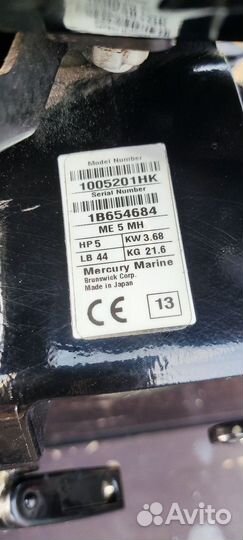 Model Number
1005201HK
Serial Number
1B654684
ME 5 MH
HP 5 KW 3.68
LB 44 KG 21.6
Mercury Marine
Brunswick Corp.
Made in Japan
CE 13
Avito